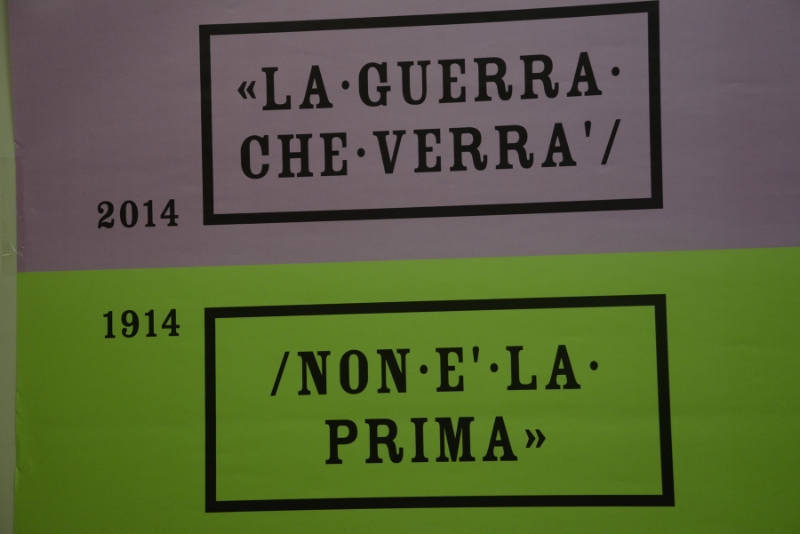 «LA·GUERRA·
CHE·VERRA'/
2014
1914
/NON·E'·LA·
PRIMA»